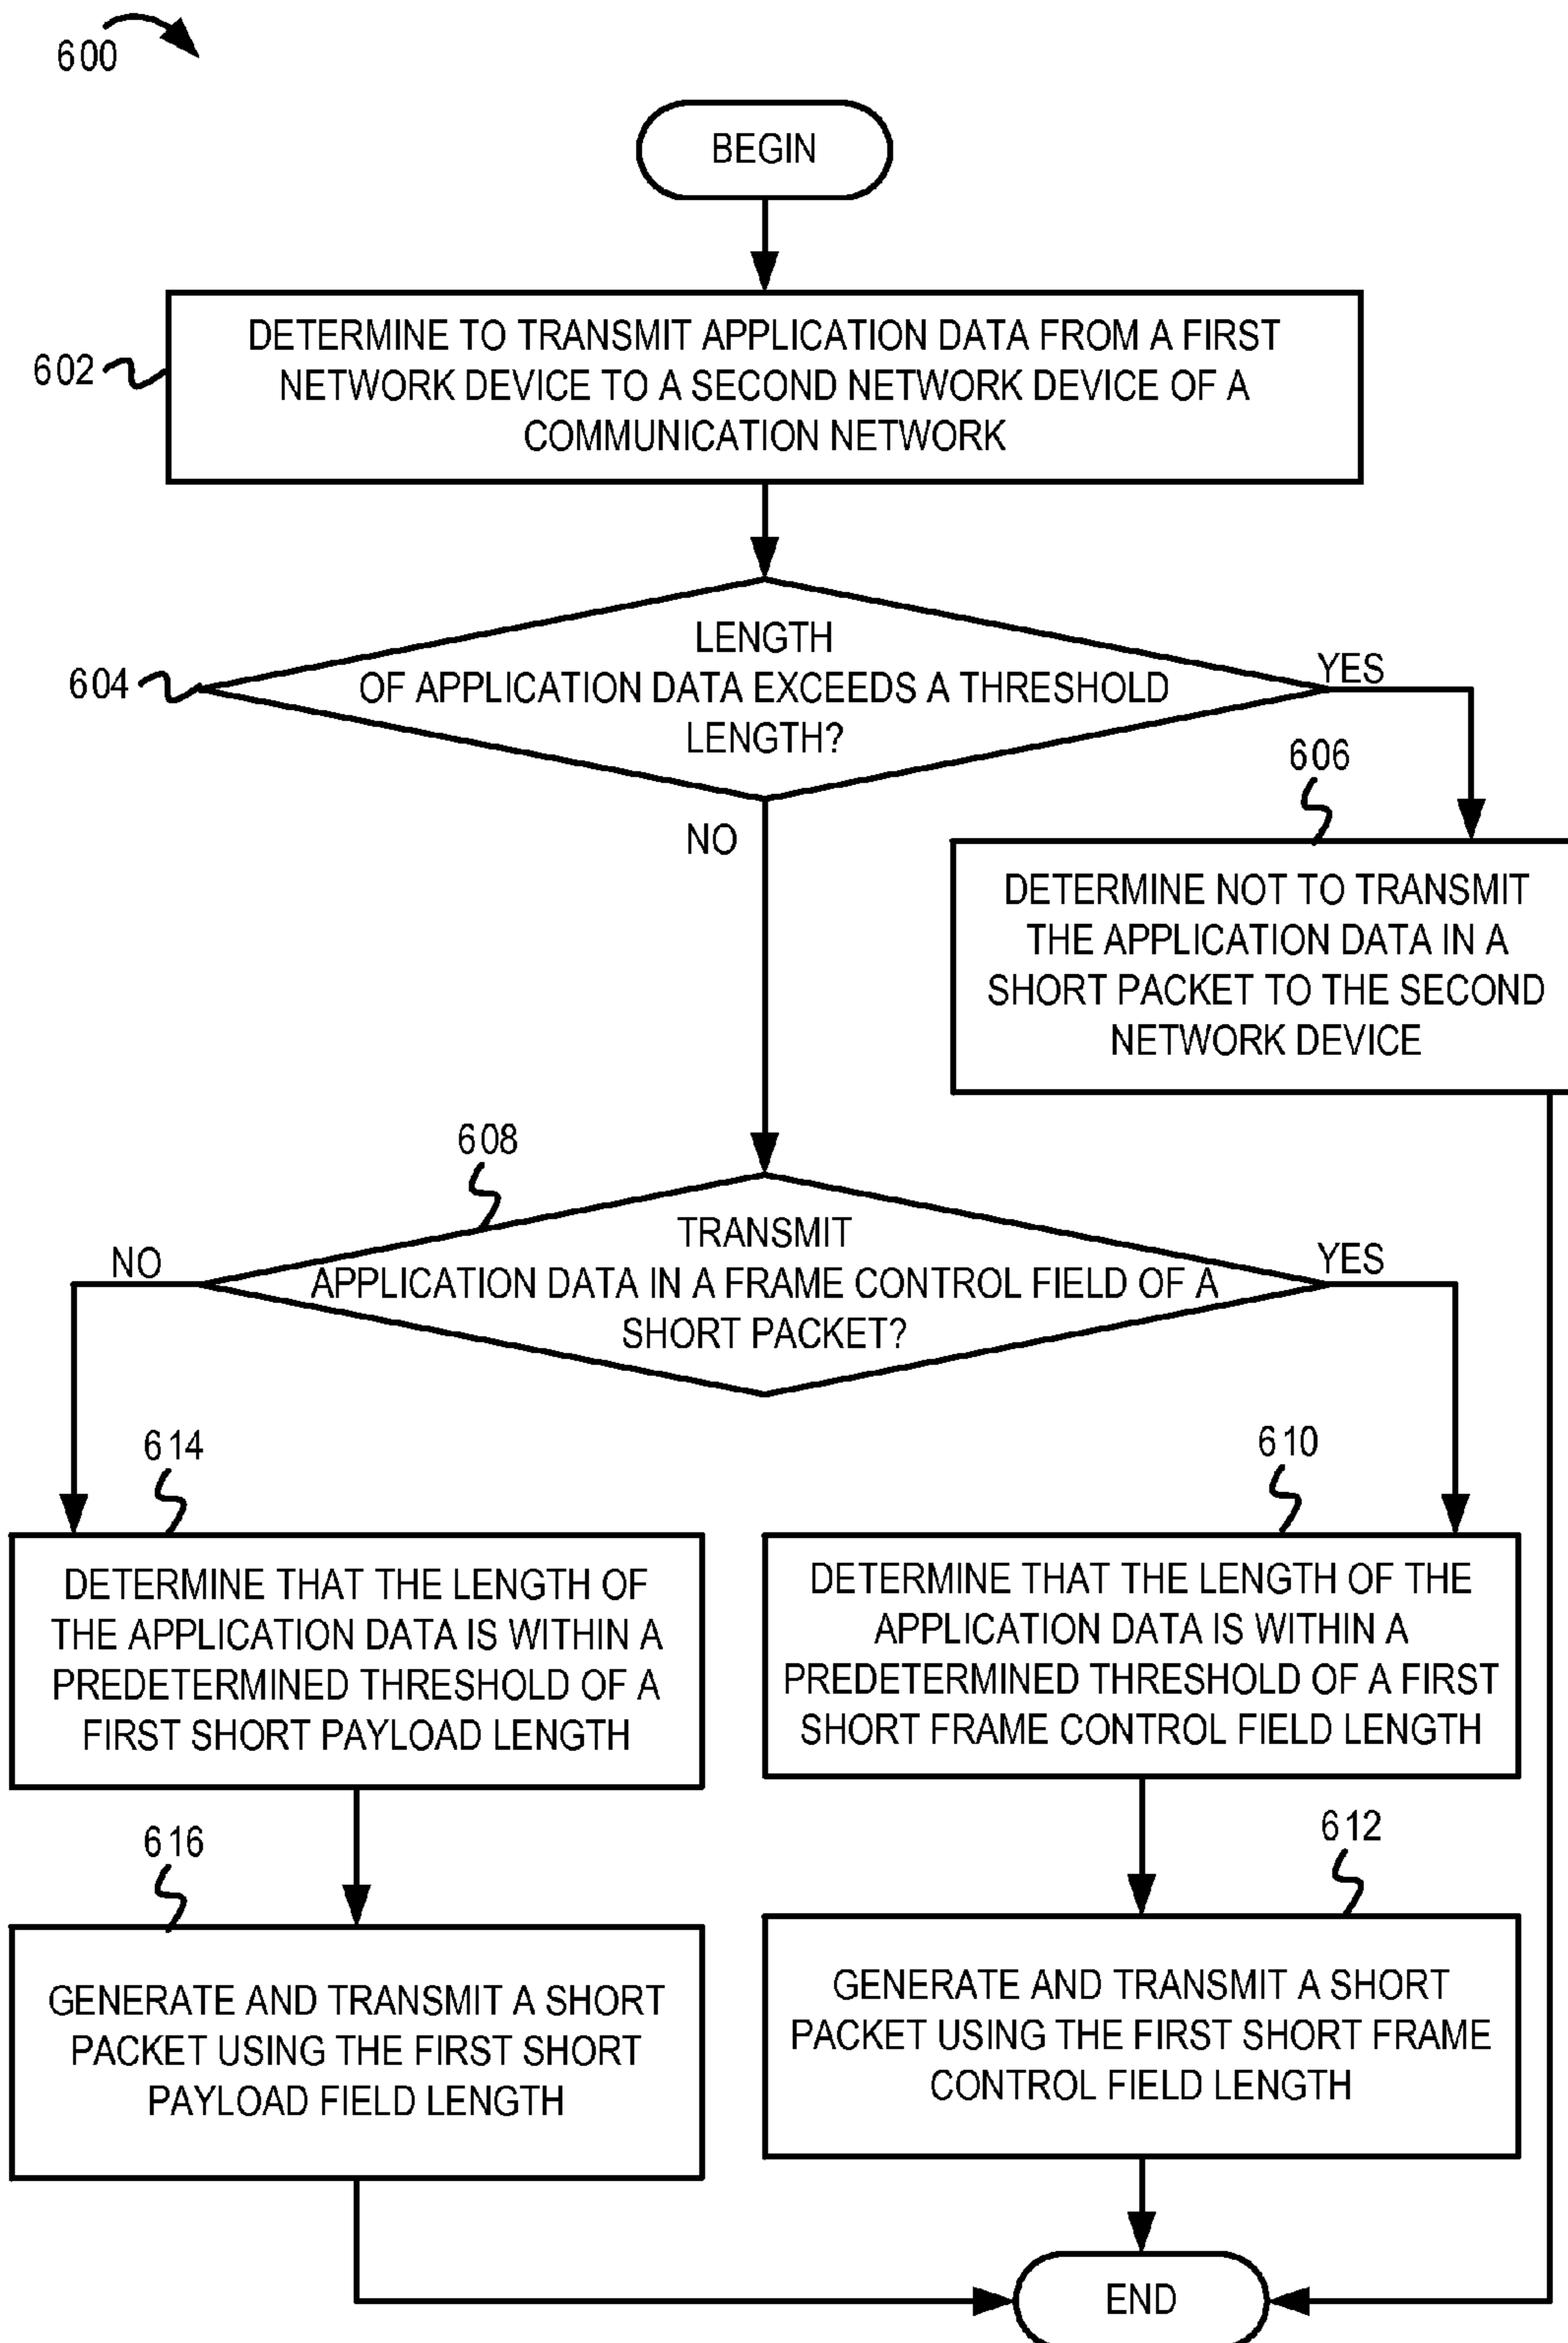 600
BEGIN
602
DETERMINE TO TRANSMIT APPLICATION DATA FROM A FIRST
NETWORK DEVICE TO A SECOND NETWORK DEVICE OF A
COMMUNICATION NETWORK
604
LENGTH
OF APPLICATION DATA EXCEEDS A THRESHOLD
LENGTH?
YES
NO
606
DETERMINE NOT TO TRANSMIT
THE APPLICATION DATA IN A
SHORT PACKET TO THE SECOND
NETWORK DEVICE
608
TRANSMIT
APPLICATION DATA IN A FRAME CONTROL FIELD OF A
SHORT PACKET?
NO
YES
614
DETERMINE THAT THE LENGTH OF
THE APPLICATION DATA IS WITHIN A
PREDETERMINED THRESHOLD OF A
FIRST SHORT PAYLOAD LENGTH
610
DETERMINE THAT THE LENGTH OF THE
APPLICATION DATA IS WITHIN A
PREDETERMINED THRESHOLD OF A FIRST
SHORT FRAME CONTROL FIELD LENGTH
616
GENERATE AND TRANSMIT A SHORT
PACKET USING THE FIRST SHORT
PAYLOAD FIELD LENGTH
612
GENERATE AND TRANSMIT A SHORT
PACKET USING THE FIRST SHORT FRAME
CONTROL FIELD LENGTH
END